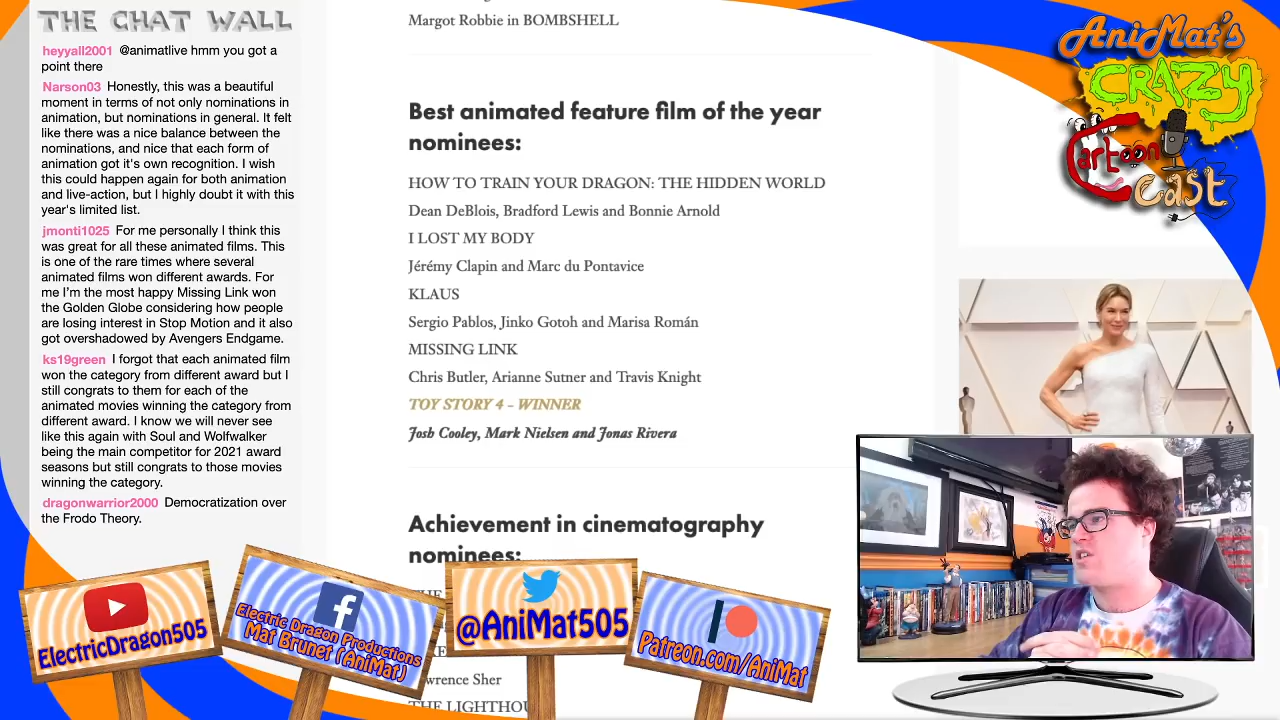 THE CHAT WALL
heyyall2001 @animatlive hmm you got a
point there
Narson03 Honestly, this was a beautiful
moment in terms of not only nominations in
animation, but nominations in general. It felt
like there was a nice balance between the
nominations, and nice that each form of
animation got it's own recognition. I wish
this could happen again for both animation
and live-action, but I highly doubt it with this
year's limited list.
jmonti1025 For me personally I think this
was great for all these animated films. This
is one of the rare times where several
animated films won different awards. For
me I'm the most happy Missing Link won
the Golden Globe considering how people
are losing interest in Stop Motion and it also
got overshadowed by Avengers Endgame.
ks19green I forgot that each animated film
won the category from different award but I
still congrats to them for each of the
animated movies winning the category from
different award. I know we will never see
like this again with Soul and Wolfwalker
being the main competitor for 2021 award
seasons but still congrats to those movies
winning the category.
dragonwarrior2000 Democratization over
the Frodo Theory.
Margot Robbie in BOMBSHELL
Best animated feature film of the year
nominees:
HOW TO TRAIN YOUR DRAGON: THE HIDDEN WORLD
Dean DeBlois, Bradford Lewis and Bonnie Arnold
I LOST MY BODY
Jérémy Clapin and Marc du Pontavice
KLAUS
Sergio Pablos, Jinko Gotoh and Marisa Román
MISSING LINK
Chris Butler, Arianne Sutner and Travis Knight
TOY STORY 4 - WINNER
Josh Cooley, Mark Nielsen and Jonas Rivera
Achievement in cinematography
nominees:
Lawrence Sher
THE LIGHTHOU
AniMat's
CRAZY
Cartoon
Cast
ElectricDragon505
Electric Dragon Productions
Mat Brunet (AniMat)
@AniMat505
Patreon.com/AniMat